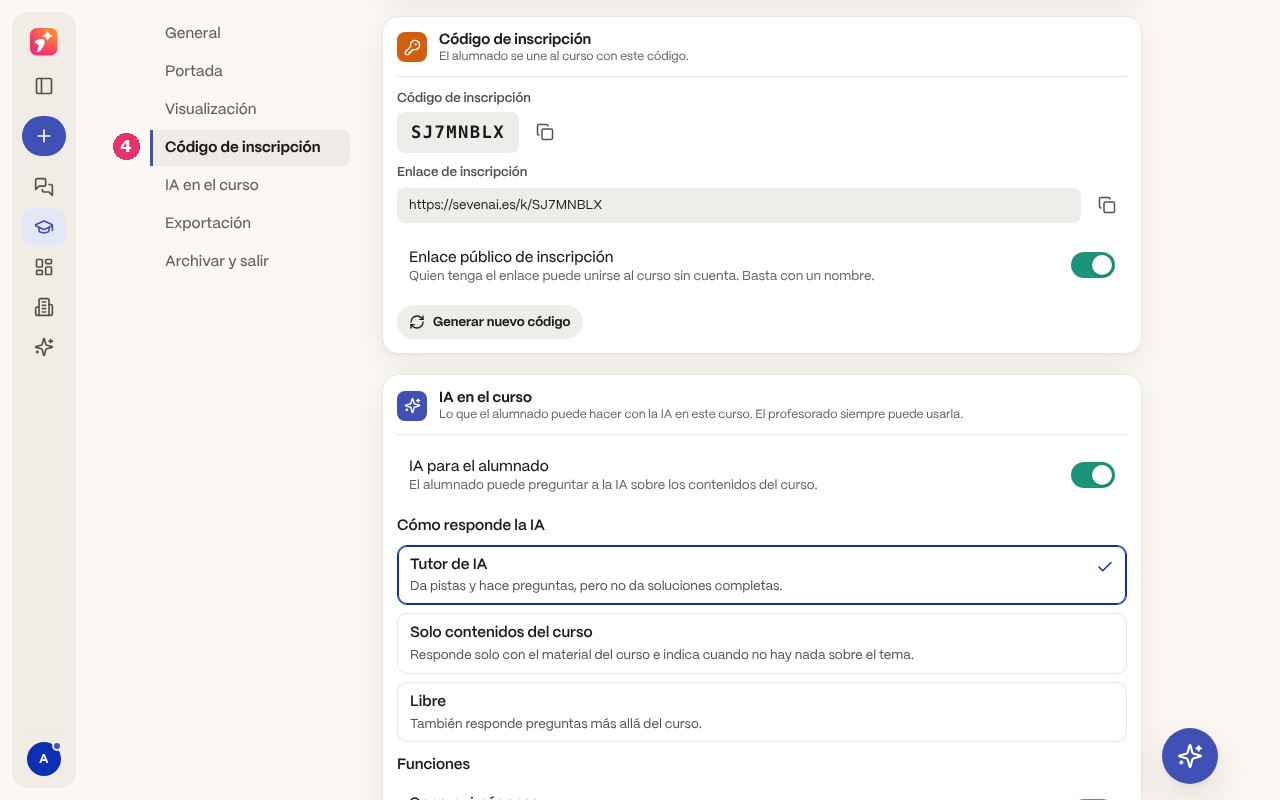 General
Portada
Visualización
4
Código de inscripción
IA en el curso
Exportación
Archivar y salir
Código de inscripción
El alumnado se une al curso con este código.
Código de inscripción
SJ7MNBLX
Enlace de inscripción
https://sevenai.es/k/SJ7MNBLX
Enlace público de inscripción
Quien tenga el enlace puede unirse al curso sin cuenta. Basta con un nombre.
Generar nuevo código
IA en el curso
Lo que el alumnado puede hacer con la IA en este curso. El profesorado siempre puede usarla.
IA para el alumnado
El alumnado puede preguntar a la IA sobre los contenidos del curso.
Cómo responde la IA
Tutor de IA
Da pistas y hace preguntas, pero no da soluciones completas.
Solo contenidos del curso
Responde solo con el material del curso e indica cuando no hay nada sobre el tema.
Libre
También responde preguntas más allá del curso.
Funciones
A